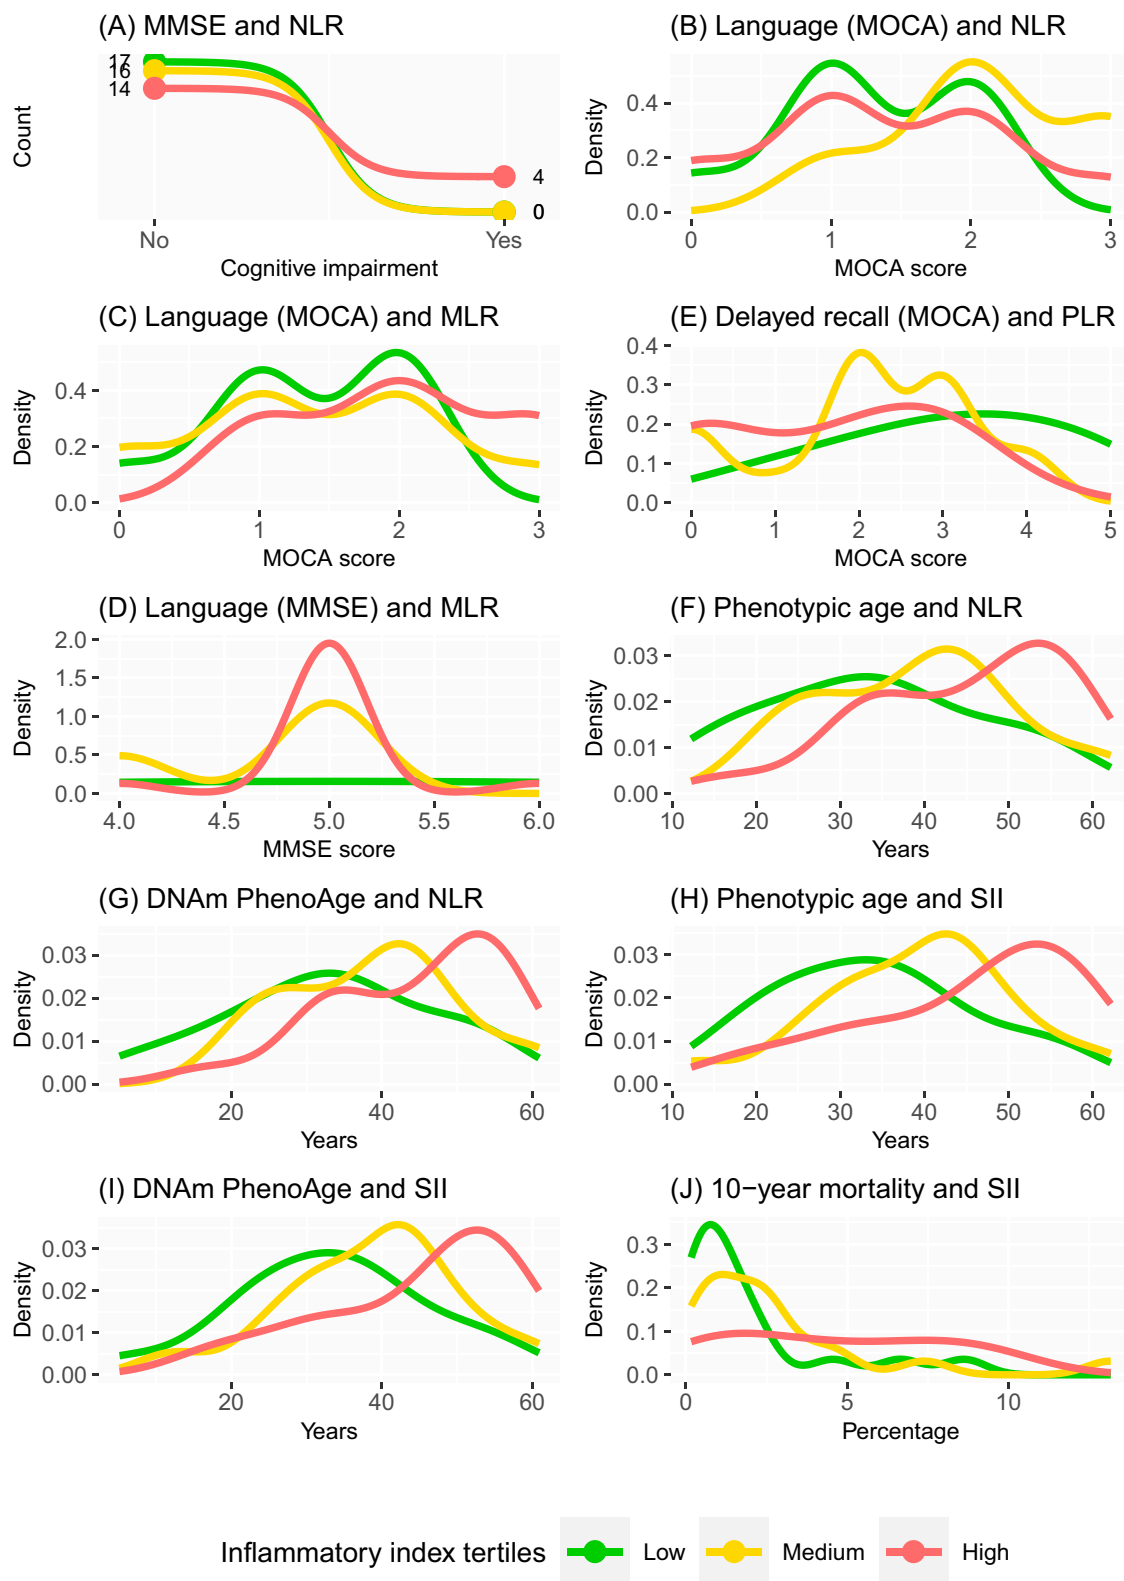 (A) MMSE and NLR
17
16
14
4
0
Count
No
Yes
Cognitive impairment
(B) Language (MOCA) and NLR
Density
0.4
0.2
0.0
0
1
2
3
MOCA score
(C) Language (MOCA) and MLR
Density
0.4
0.2
0.0
0
1
2
3
MOCA score
(E) Delayed recall (MOCA) and PLR
Density
0.4
0.3
0.2
0.1
0.0
0
1
2
3
4
5
MOCA score
(D) Language (MMSE) and MLR
Density
2.0
1.5
1.0
0.5
0.0
4.0
4.5
5.0
5.5
6.0
MMSE score
(F) Phenotypic age and NLR
Density
0.03
0.02
0.01
0.00
10
20
30
40
50
60
Years
(G) DNAm PhenoAge and NLR
Density
0.03
0.02
0.01
0.00
20
40
60
Years
(H) Phenotypic age and SII
Density
0.03
0.02
0.01
0.00
10
20
30
40
50
60
Years
(I) DNAm PhenoAge and SII
Density
0.03
0.02
0.01
0.00
20
40
60
Years
(J) 10−year mortality and SII
Density
0.3
0.2
0.1
0.0
0
5
10
Percentage
Inflammatory index tertiles
Low
Medium
High